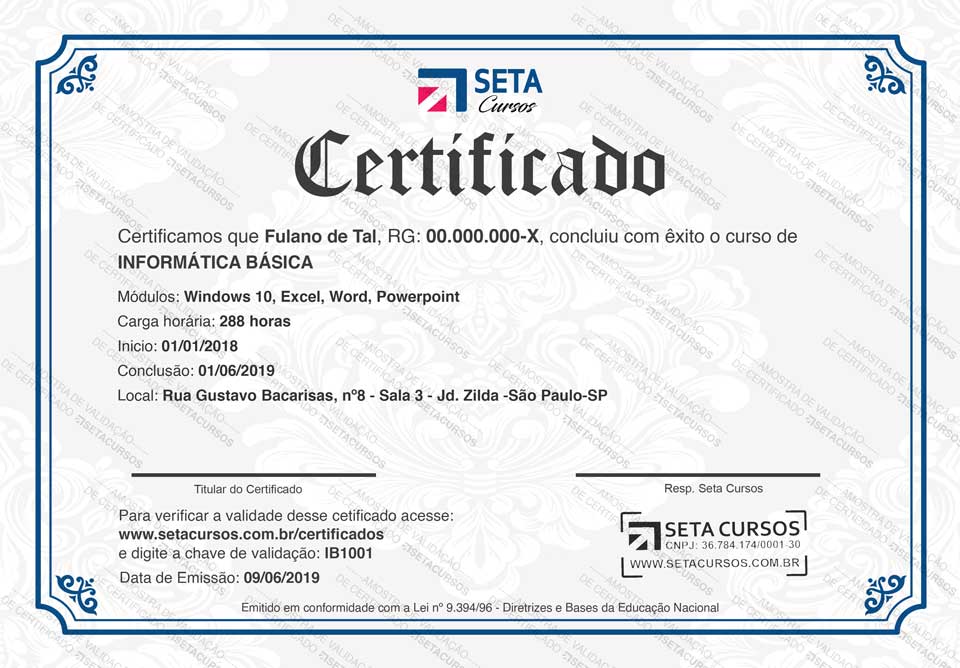 SETA
Cursos
Certificado
Certificamos que Fulano de Tal, RG: 00.000.000-X, concluiu com êxito o curso de
INFORMÁTICA BÁSICA
Módulos: Windows 10, Excel, Word, Powerpoint
Carga horária: 288 horas
Inicio: 01/01/2018
Conclusão: 01/06/2019
Local: Rua Gustavo Bacarisas, nº8 - Sala 3 - Jd. Zilda -São Paulo-SP
Titular do Certificado
Resp. Seta Cursos
Para verificar a validade desse cetificado acesse:
www.setacursos.com.br/certificados
e digite a chave de validação: IB1001
Data de Emissão: 09/06/2019
SETA CURSOS
CNPJ: 36.784.174/0001-30
WWW.SETACURSOS.COM.BR
Emitido em conformidade com a Lei nº 9.394/96 - Diretrizes e Bases da Educação Nacional
AMOSTRA DE VALIDAÇÃO
DE CERTIFICADO SETACURSOS